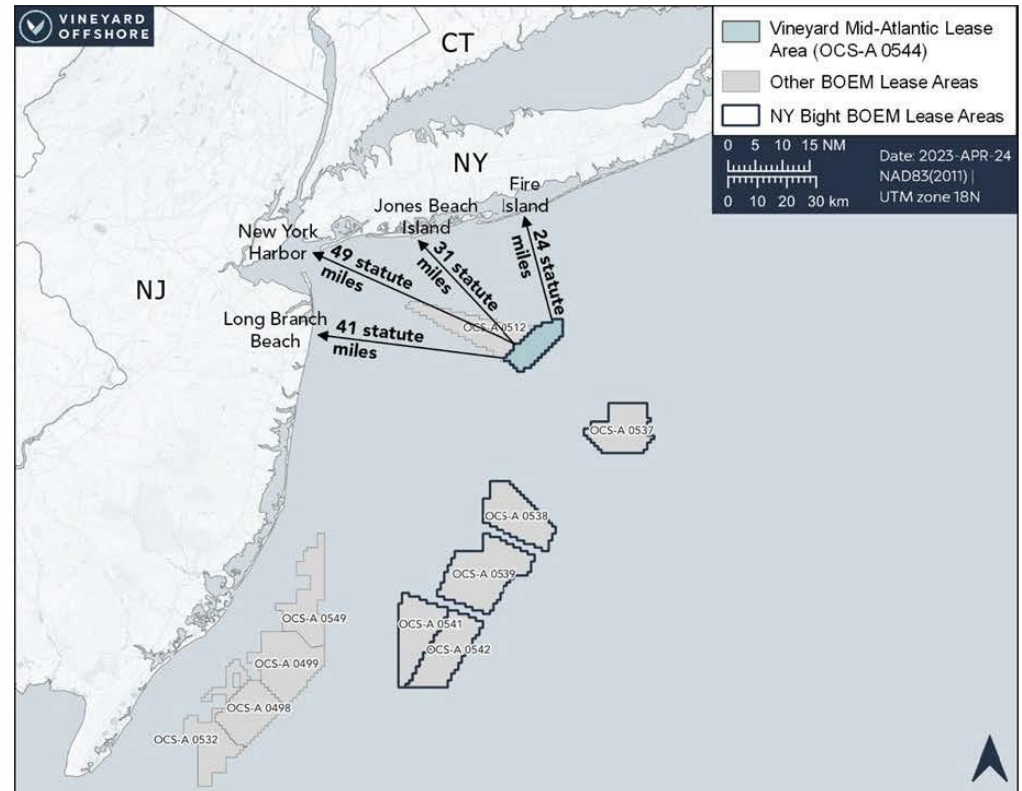 VINEYARD
OFFSHORE
CT
Vineyard Mid-Atlantic Lease
Area (OCS-A 0544)
Other BOEM Lease Areas
NY Bight BOEM Lease Areas
0 5 10 15 NM
0 10 20 30 km
Date: 2023-APR-24
NAD83(2011) |
UTM zone 18N
NY
Fire
Island
Jones Beach
Island
New York
Harbor
24 statute
miles
31 statute
miles
49 statute
miles
NJ
Long Branch
Beach
41 statute
miles
OCS-A 0512
OCS-A 0537
OCS-A 0538
OCS-A 0539
OCS-A 0549
OCS-A 0541
OCS-A 0542
OCS-A 0499
OCS-A 0498
OCS-A 0532